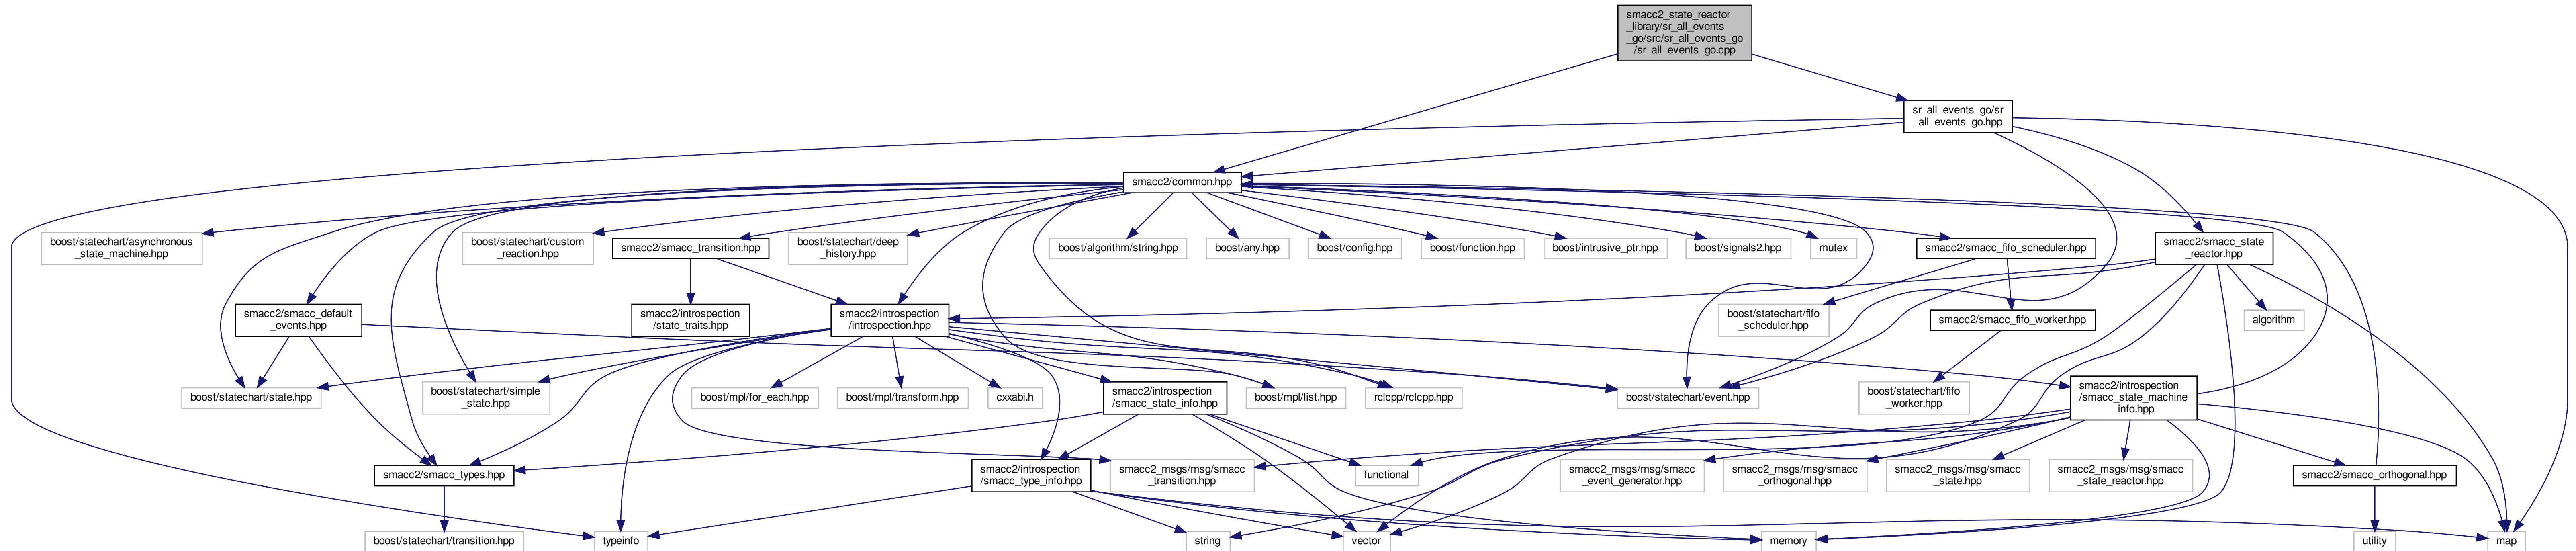 smacc2_state_reactor
_library/sr_all_events
_go/src/sr_all_events_go
/sr_all_events_go.cpp
sr_all_events_go/sr
_all_events_go.hpp
smacc2/common.hpp
boost/statechart/asynchronous
_state_machine.hpp
boost/statechart/custom
_reaction.hpp
smacc2/smacc_transition.hpp
boost/statechart/deep
_history.hpp
boost/algorithm/string.hpp
boost/any.hpp
boost/config.hpp
boost/function.hpp
boost/intrusive_ptr.hpp
boost/signals2.hpp
mutex
smacc2/smacc_fifo_scheduler.hpp
smacc2/smacc_state
_reactor.hpp
smacc2/smacc_default
_events.hpp
smacc2/introspection
/state_traits.hpp
smacc2/introspection
/introspection.hpp
boost/statechart/fifo
_scheduler.hpp
smacc2/smacc_fifo_worker.hpp
algorithm
boost/statechart/state.hpp
boost/statechart/simple
_state.hpp
boost/mpl/for_each.hpp
boost/mpl/transform.hpp
cxxabi.h
smacc2/introspection
/smacc_state_info.hpp
boost/mpl/list.hpp
rclcpp/rclcpp.hpp
boost/statechart/event.hpp
boost/statechart/fifo
_worker.hpp
smacc2/introspection
/smacc_state_machine
_info.hpp
smacc2/smacc_types.hpp
smacc2/introspection
/smacc_type_info.hpp
smacc2_msgs/msg/smacc
_transition.hpp
functional
smacc2_msgs/msg/smacc
_event_generator.hpp
smacc2_msgs/msg/smacc
_orthogonal.hpp
smacc2_msgs/msg/smacc
_state.hpp
smacc2_msgs/msg/smacc
_state_reactor.hpp
smacc2/smacc_orthogonal.hpp
boost/statechart/transition.hpp
typeinfo
string
vector
memory
utility
map